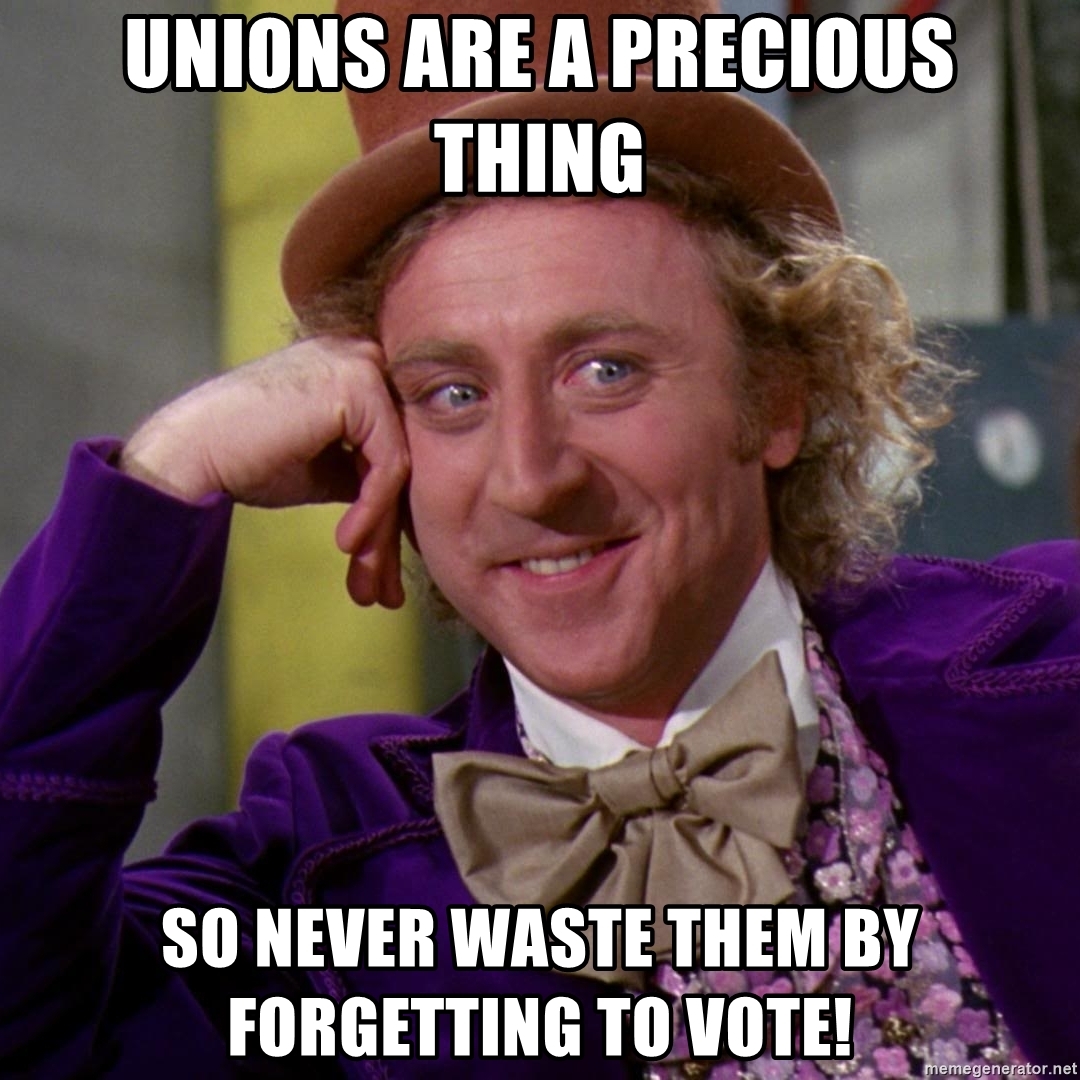 UNIONS ARE A PRECIOUS
THING
SO NEVER WASTE THEM BY
FORGETTING TO VOTE!
memegenerator.net